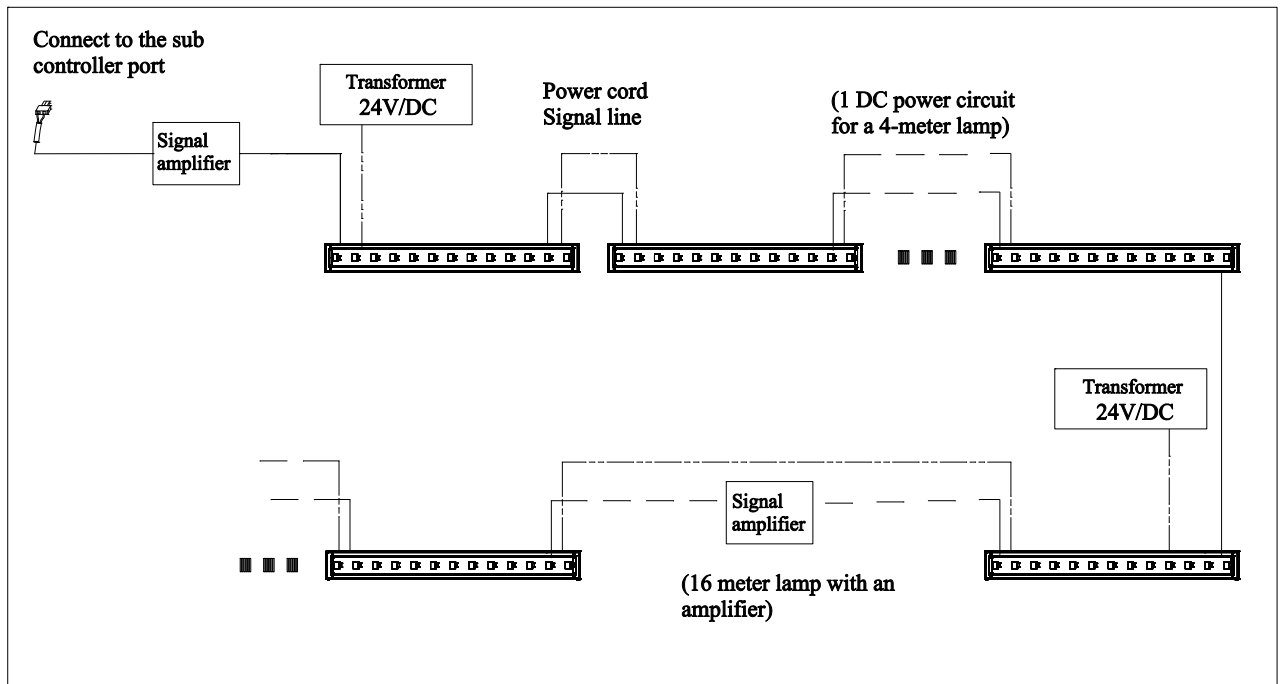 Connect to the sub
controller port
Transformer
24V/DC
Signal
amplifier
Power cord
Signal line
(1 DC power circuit
for a 4-meter lamp)
Transformer
24V/DC
Signal
amplifier
(16 meter lamp with an
amplifier)